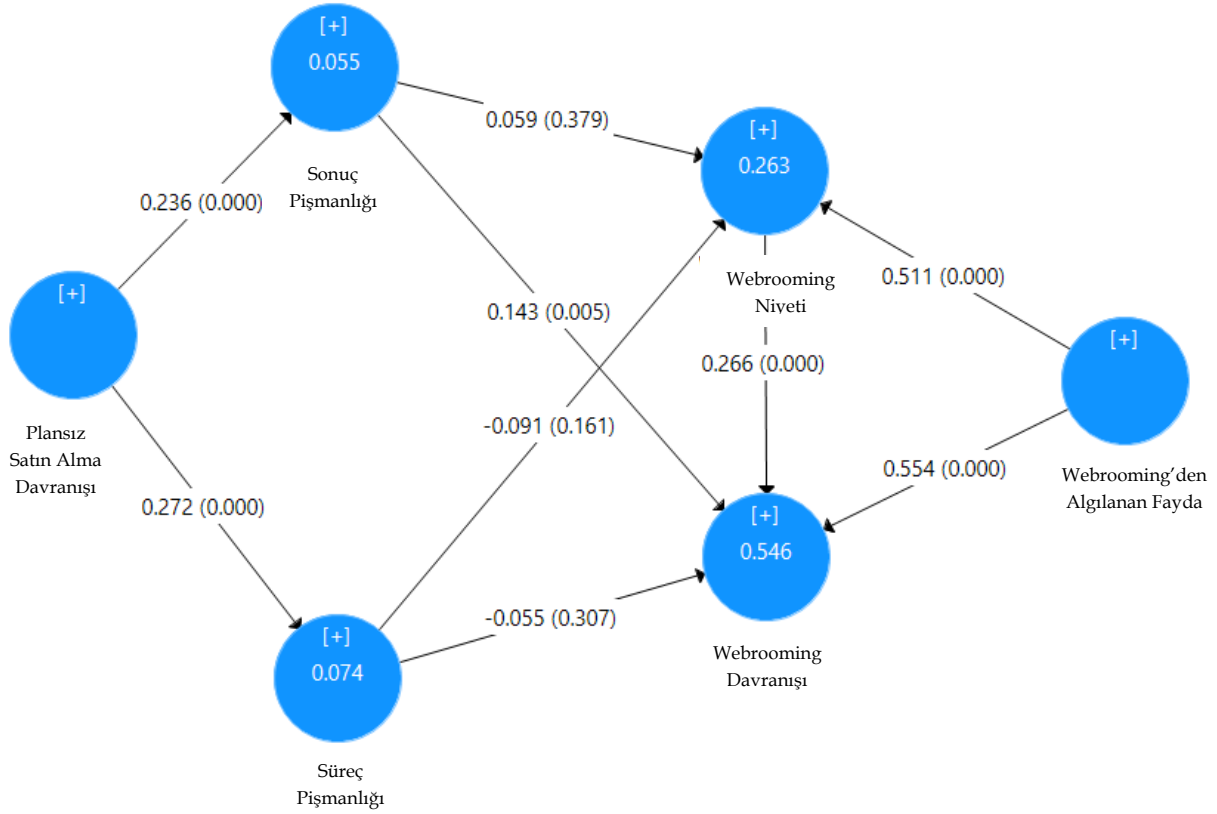 [+]
0.055
Sonuç
Pişmanlığı
0.059 (0.379)
[+]
0.263
Webrooming
Niyeti
0.236 (0.000)
0.511 (0.000)
[+]
Plansız
Satın Alma
Davranışı
0.143 (0.005)
0.266 (0.000)
[+]
Webrooming’den
Algılanan Fayda
-0.091 (0.161)
0.554 (0.000)
0.272 (0.000)
[+]
0.546
Webrooming
Davranışı
-0.055 (0.307)
[+]
0.074
Süreç
Pişmanlığı